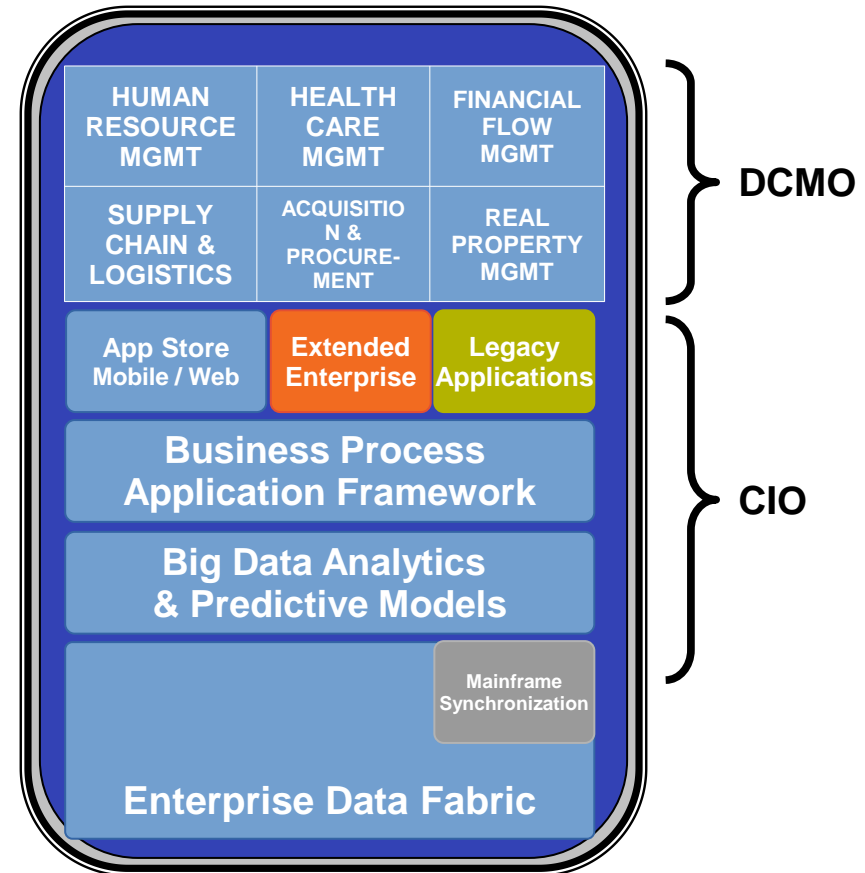 HUMAN
RESOURCE
MGMT
HEALTH
CARE
MGMT
FINANCIAL
FLOW
MGMT
DCMO
SUPPLY
CHAIN &
LOGISTICS
ACQUISITIO
N &
PROCURE-
MENT
REAL
PROPERTY
MGMT
App Store
Mobile / Web
Extended
Enterprise
Legacy
Applications
Business Process
Application Framework
CIO
Big Data Analytics
& Predictive Models
Mainframe
Synchronization
Enterprise Data Fabric